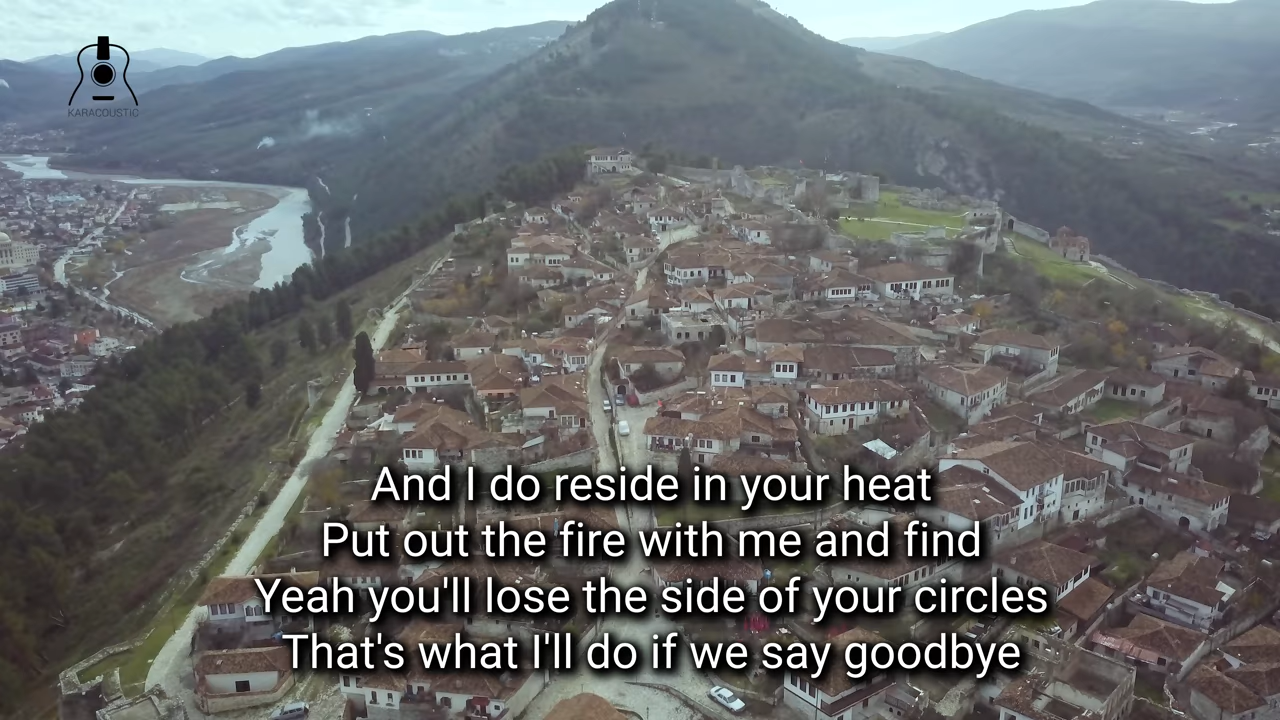 KARACOUSTIC
And I do reside in your heat
Put out the fire with me and find
Yeah you'll lose the side of your circles
That's what I'll do if we say goodbye